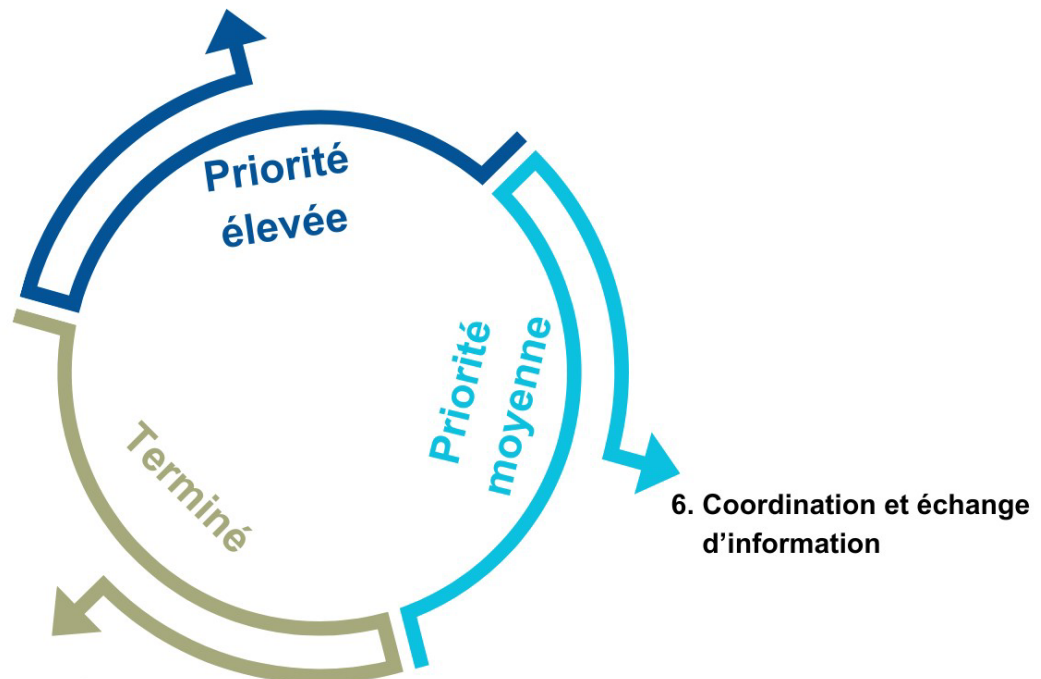 Priorité
élevée
Priorité
moyenne
Terminé
6. Coordination et échange
d’information